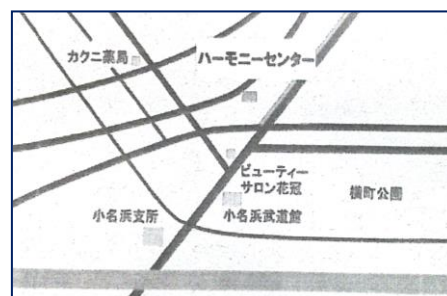 カクニ薬局
ハーモニーセンター
ビューティー
サロン花冠
横町公園
小名浜支所
小名浜武道館